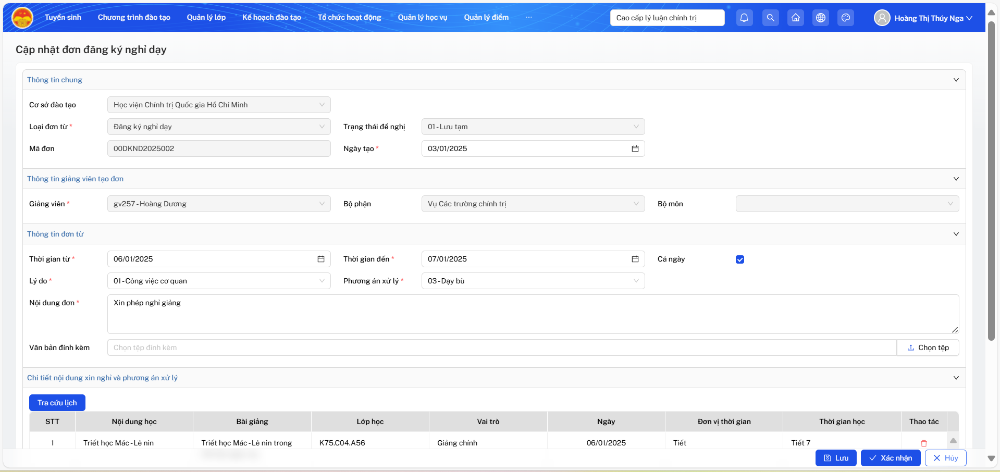 Tuyển sinh Chương trình đào tạo Quản lý lớp Kế hoạch đào tạo Tổ chức hoạt động Quản lý học vụ Quản lý điểm ··· Cao cấp lý luận chính trị Hoàng Thị Thúy Nga
Cập nhật đơn đăng ký nghỉ dạy
Thông tin chung
Cơ sở đào tạo Học viện Chính trị Quốc gia Hồ Chí Minh
Loại đơn từ * Đăng ký nghỉ dạy Trạng thái đề nghị 01 - Lưu tạm
Mã đơn 00DKND2025002 Ngày tạo * 03/01/2025
Thông tin giảng viên tạo đơn
Giảng viên * gv257 - Hoàng Dương Bộ phận Vụ Các trường chính trị Bộ môn
Thông tin đơn từ
Thời gian từ * 06/01/2025 Thời gian đến * 07/01/2025 Cả ngày
Lý do * 01 - Công việc cơ quan Phương án xử lý * 03 - Dạy bù
Nội dung đơn * Xin phép nghỉ giảng
Văn bản đính kèm Chọn tệp đính kèm Chọn tệp
Chi tiết nội dung xin nghỉ và phương án xử lý
Tra cứu lịch
STT Nội dung học Bài giảng Lớp học Vai trò Ngày Đơn vị thời gian Thời gian học Thao tác
1 Triết học Mác - Lê nin Triết học Mác - Lê nin trong K75.C04.A56 Giảng chính 06/01/2025 Tiết Tiết 7
Lưu Xác nhận Hủy